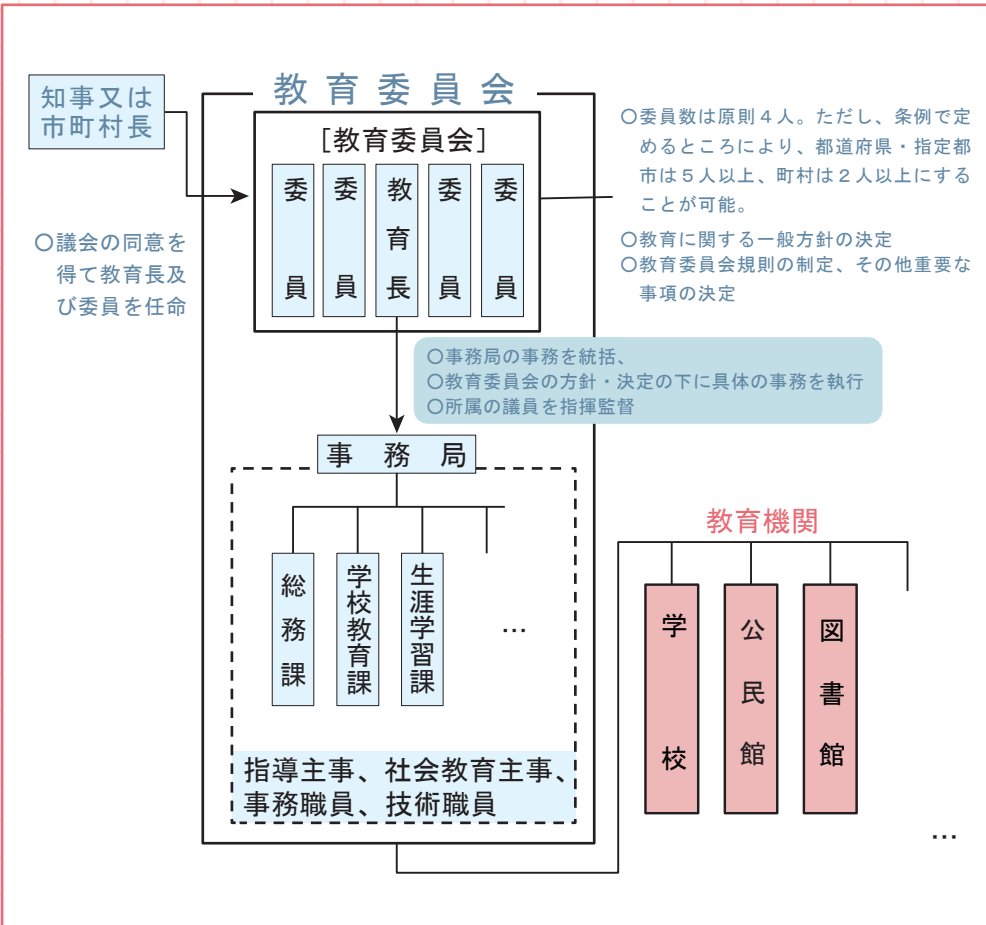 教育委員会
知事又は
市町村長
○議会の同意を
得て教育長及
び委員を任命
[教育委員会]
委員
委員
教育長
委員
委員
○委員数は原則4人。ただし、条例で定
めるところにより、都道府県・指定都
市は5人以上、町村は2人以上にする
ことが可能。
○教育に関する一般方針の決定
○教育委員会規則の制定、その他重要な
事項の決定
○事務局の事務を統括、
○教育委員会の方針・決定の下に具体の事務を執行
○所属の議員を指揮監督
事務局
総務課
学校教育課
生涯学習課
…
指導主事、社会教育主事、
事務職員、技術職員
教育機関
学校
公民館
図書館
…